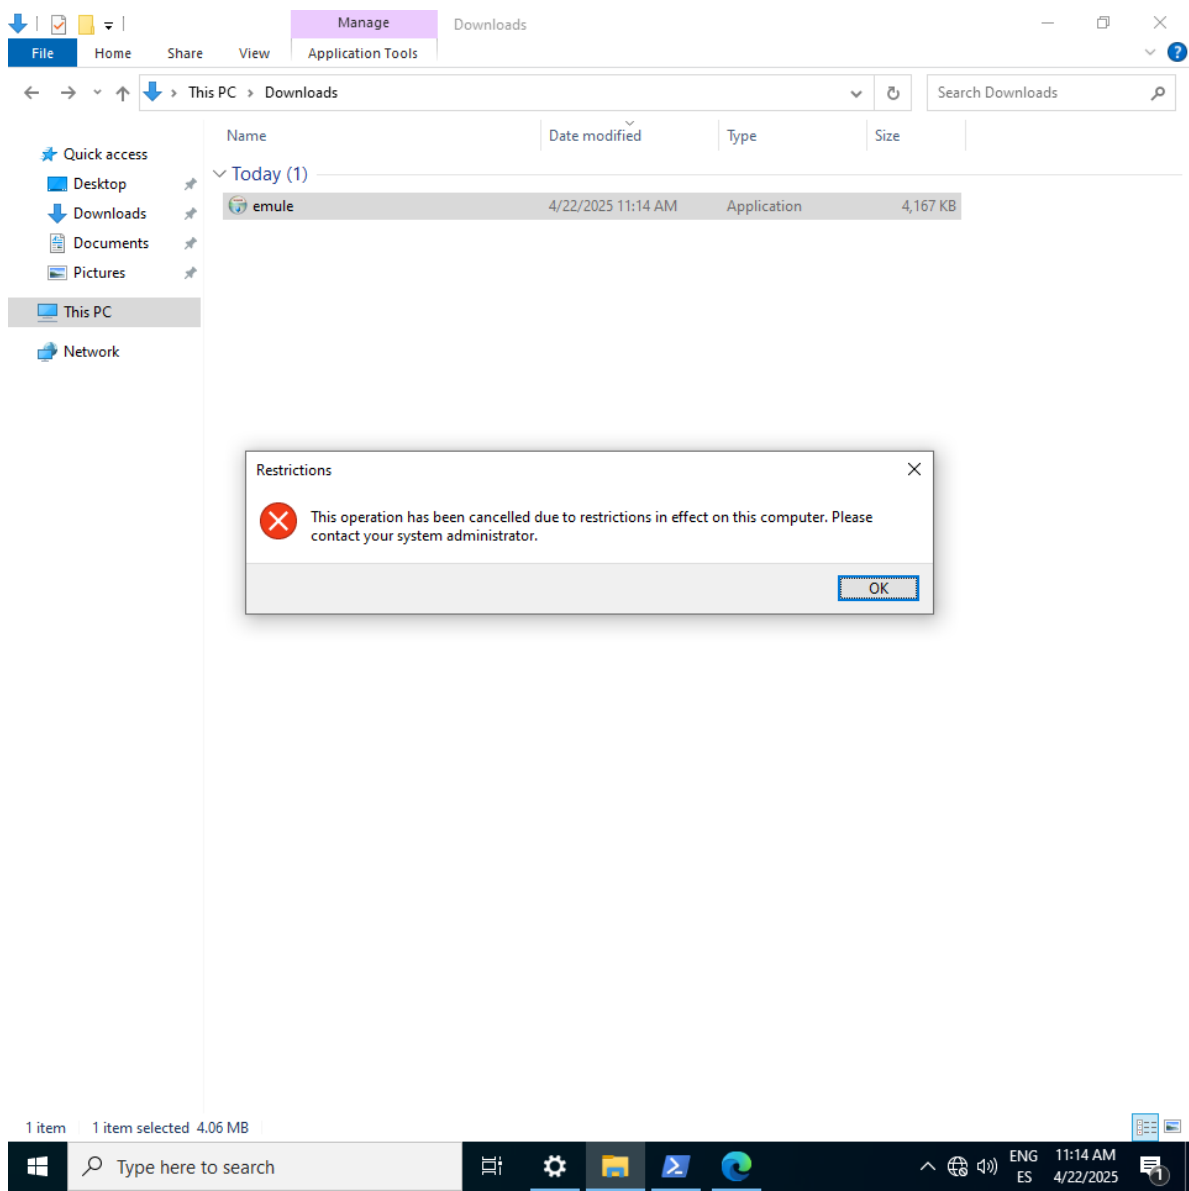 Manage
Downloads
File
Home
Share
View
Application Tools
This PC
Downloads
Search Downloads
Name
Date modified
Type
Size
Quick access
Desktop
Downloads
Documents
Pictures
This PC
Network
Today (1)
emule
4/22/2025 11:14 AM
Application
4,167 KB
Restrictions
This operation has been cancelled due to restrictions in effect on this computer. Please
contact your system administrator.
OK
1 item
1 item selected 4.06 MB
Type here to search
ENG
ES
11:14 AM
4/22/2025
1